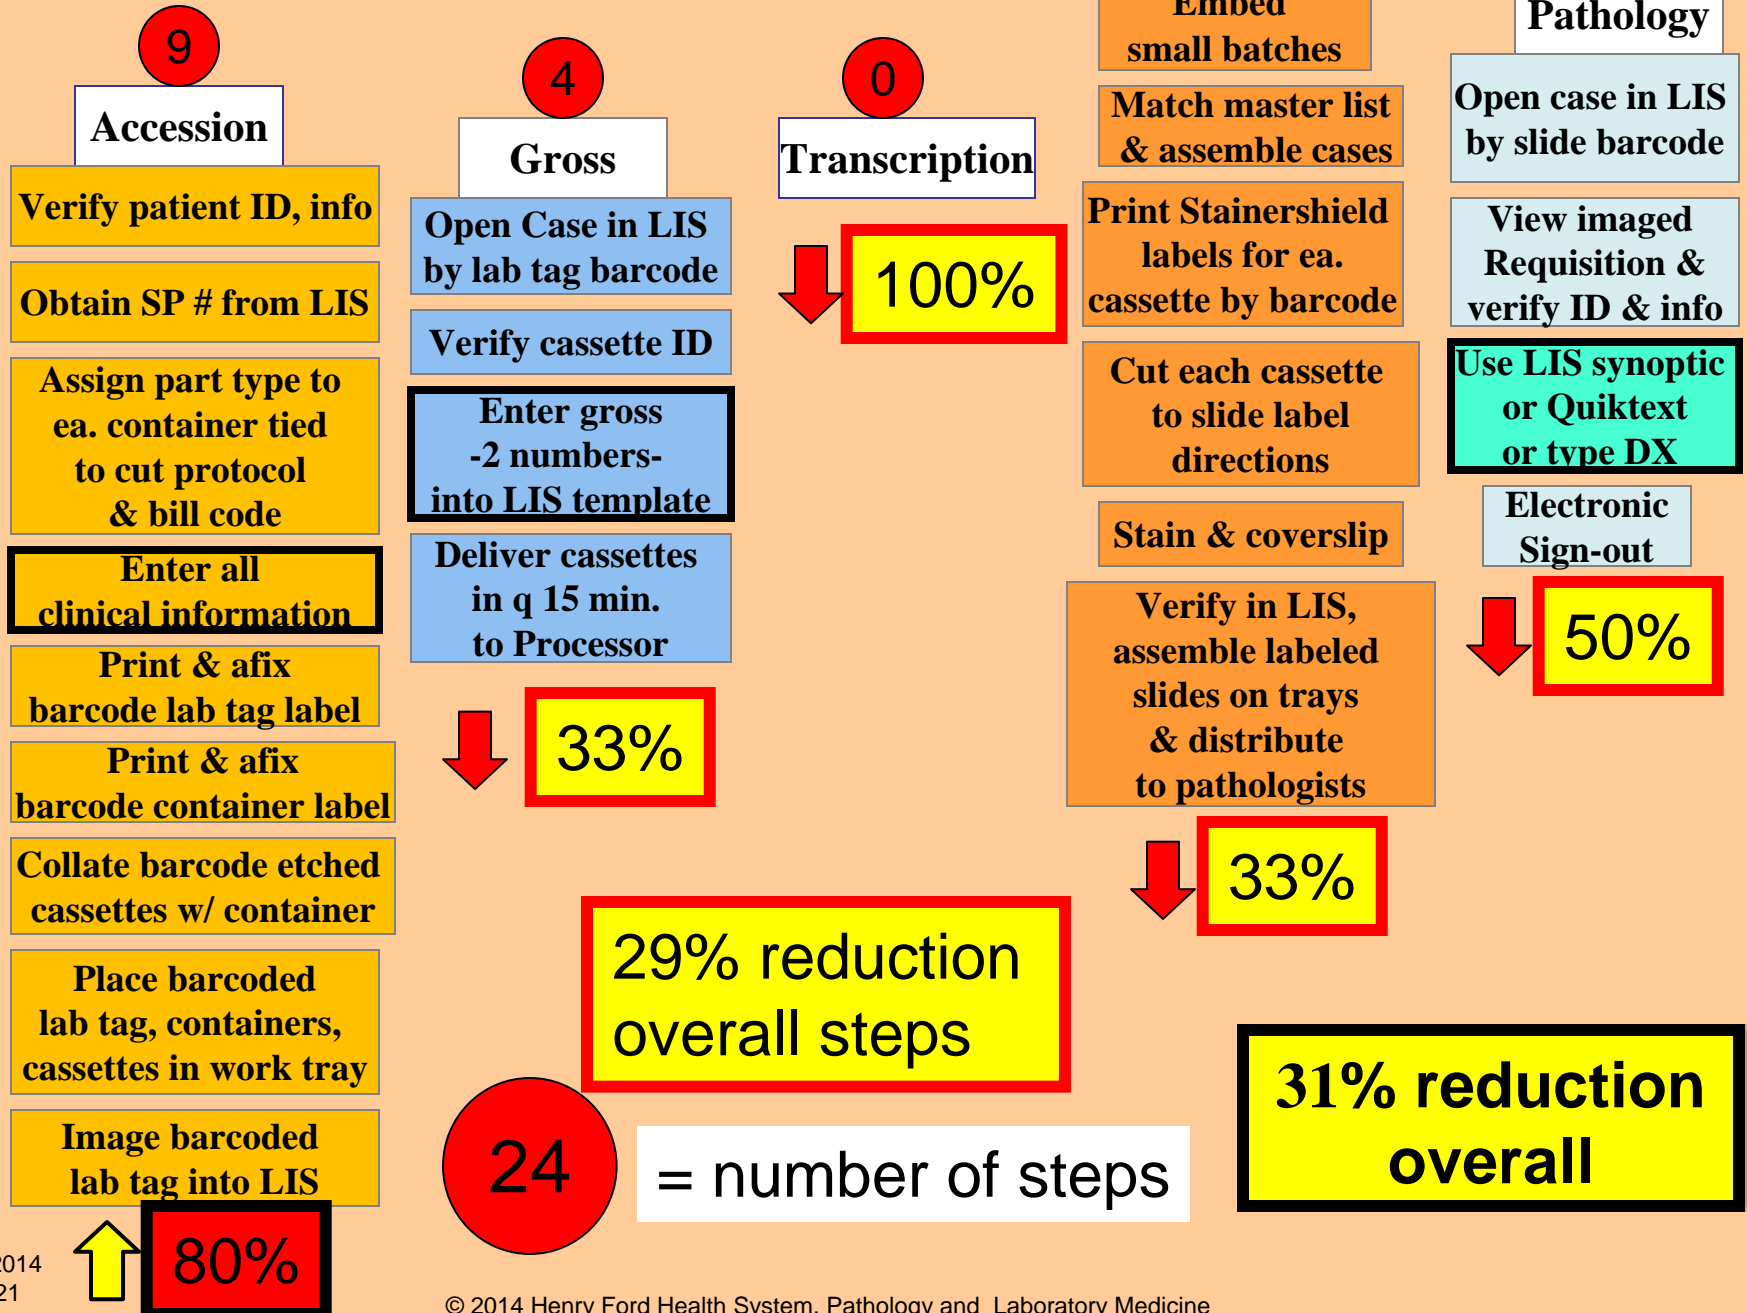 9
Accession
Verify patient ID, info
Obtain SP # from LIS
Assign part type to
ea. container tied
to cut protocol
& bill code
Enter all
clinical information
Print & afix
barcode lab tag label
Print & afix
barcode container label
Collate barcode etched
cassettes w/ container
Place barcoded
lab tag, containers,
cassettes in work tray
Image barcoded
lab tag into LIS
80%
4
Gross
Open Case in LIS
by lab tag barcode
Verify cassette ID
Enter gross
-2 numbers-
into LIS template
Deliver cassettes
in q 15 min.
to Processor
33%
0
Transcription
100%
Embed
small batches
Match master list
& assemble cases
Print Stainershield
labels for ea.
cassette by barcode
Cut each cassette
to slide label
directions
Stain & coverslip
Verify in LIS,
assemble labeled
slides on trays
& distribute
to pathologists
33%
Pathology
Open case in LIS
by slide barcode
View imaged
Requisition &
verify ID & info
Use LIS synoptic
or Quiktext
or type DX
Electronic
Sign-out
50%
29% reduction
overall steps
24
= number of steps
31% reduction
overall
2014
21
© 2014 Henry Ford Health System, Pathology and Laboratory Medicine